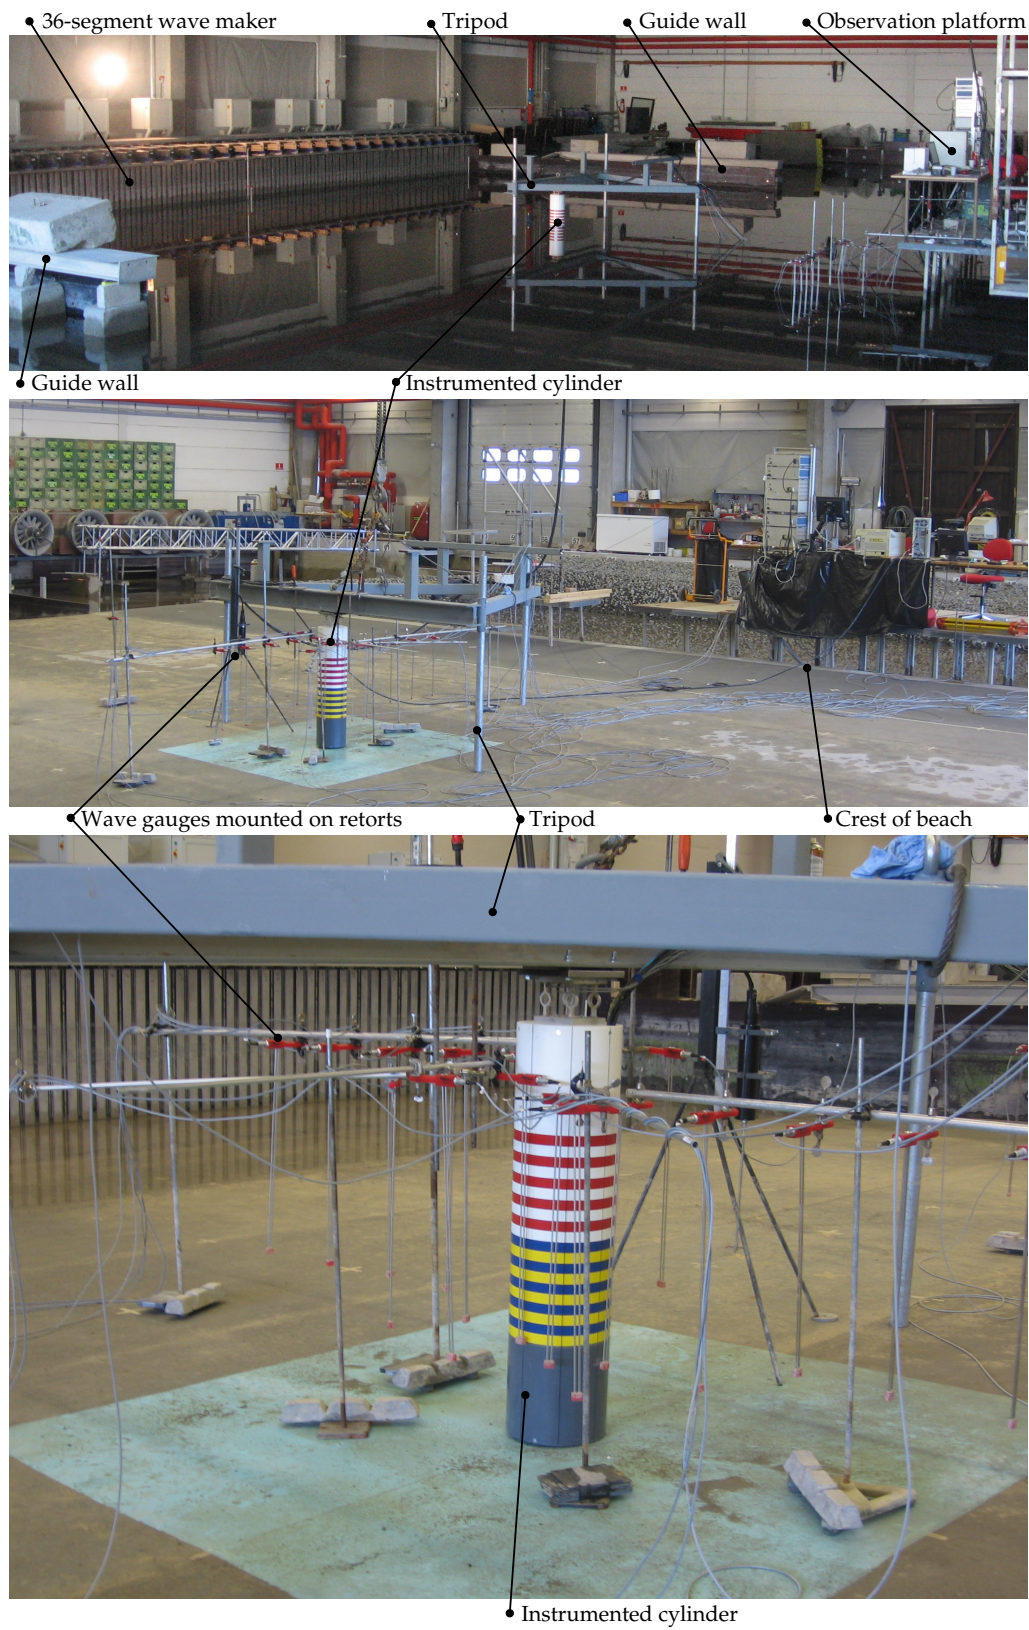 36-segment wave maker Tripod Guide wall Observation platform
Guide wall Instrumented cylinder
Wave gauges mounted on retorts Tripod Crest of beach
Instrumented cylinder